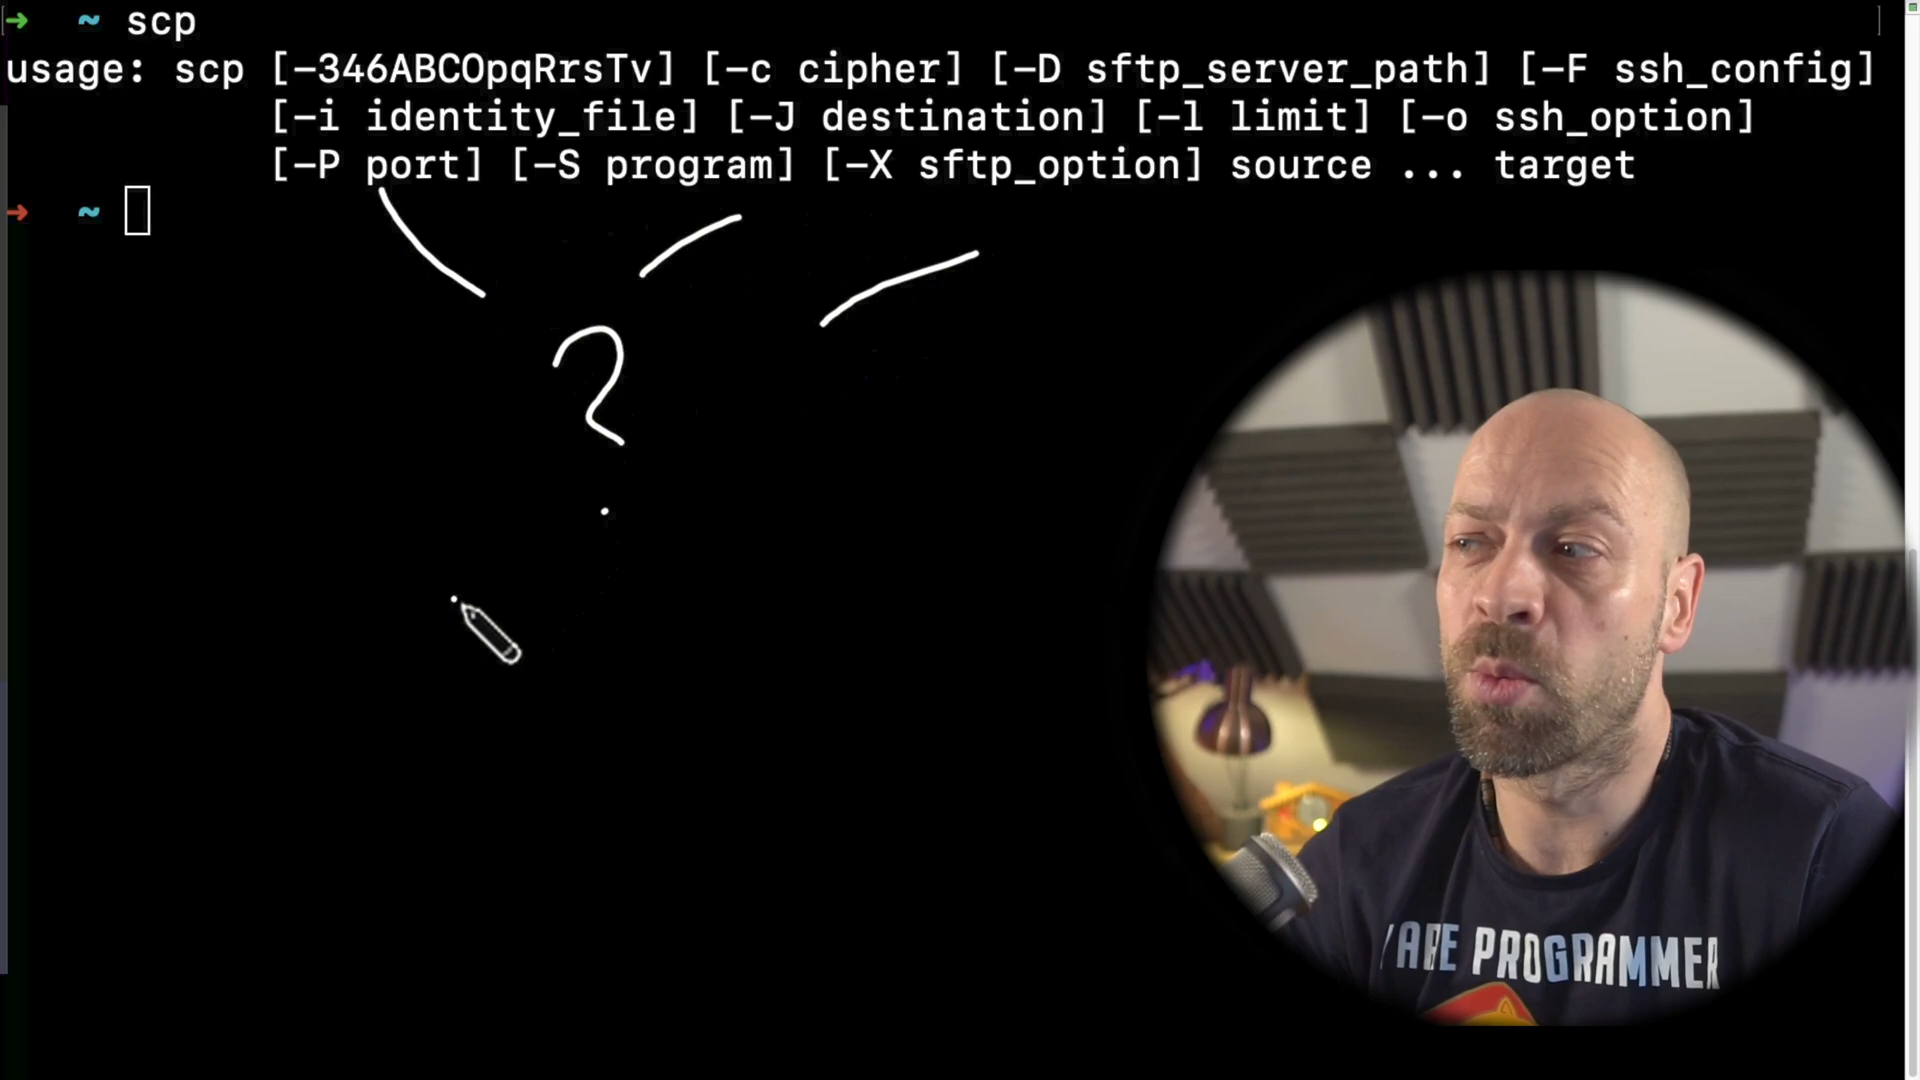 → ~ scp
usage: scp [-346ABCOpqRrsTv] [-c cipher] [-D sftp_server_path] [-F ssh_config]
[-i identity_file] [-J destination] [-l limit] [-o ssh_option]
[-P port] [-S program] [-X sftp_option] source ... target
→ ~
?
I ARE PROGRAMMER